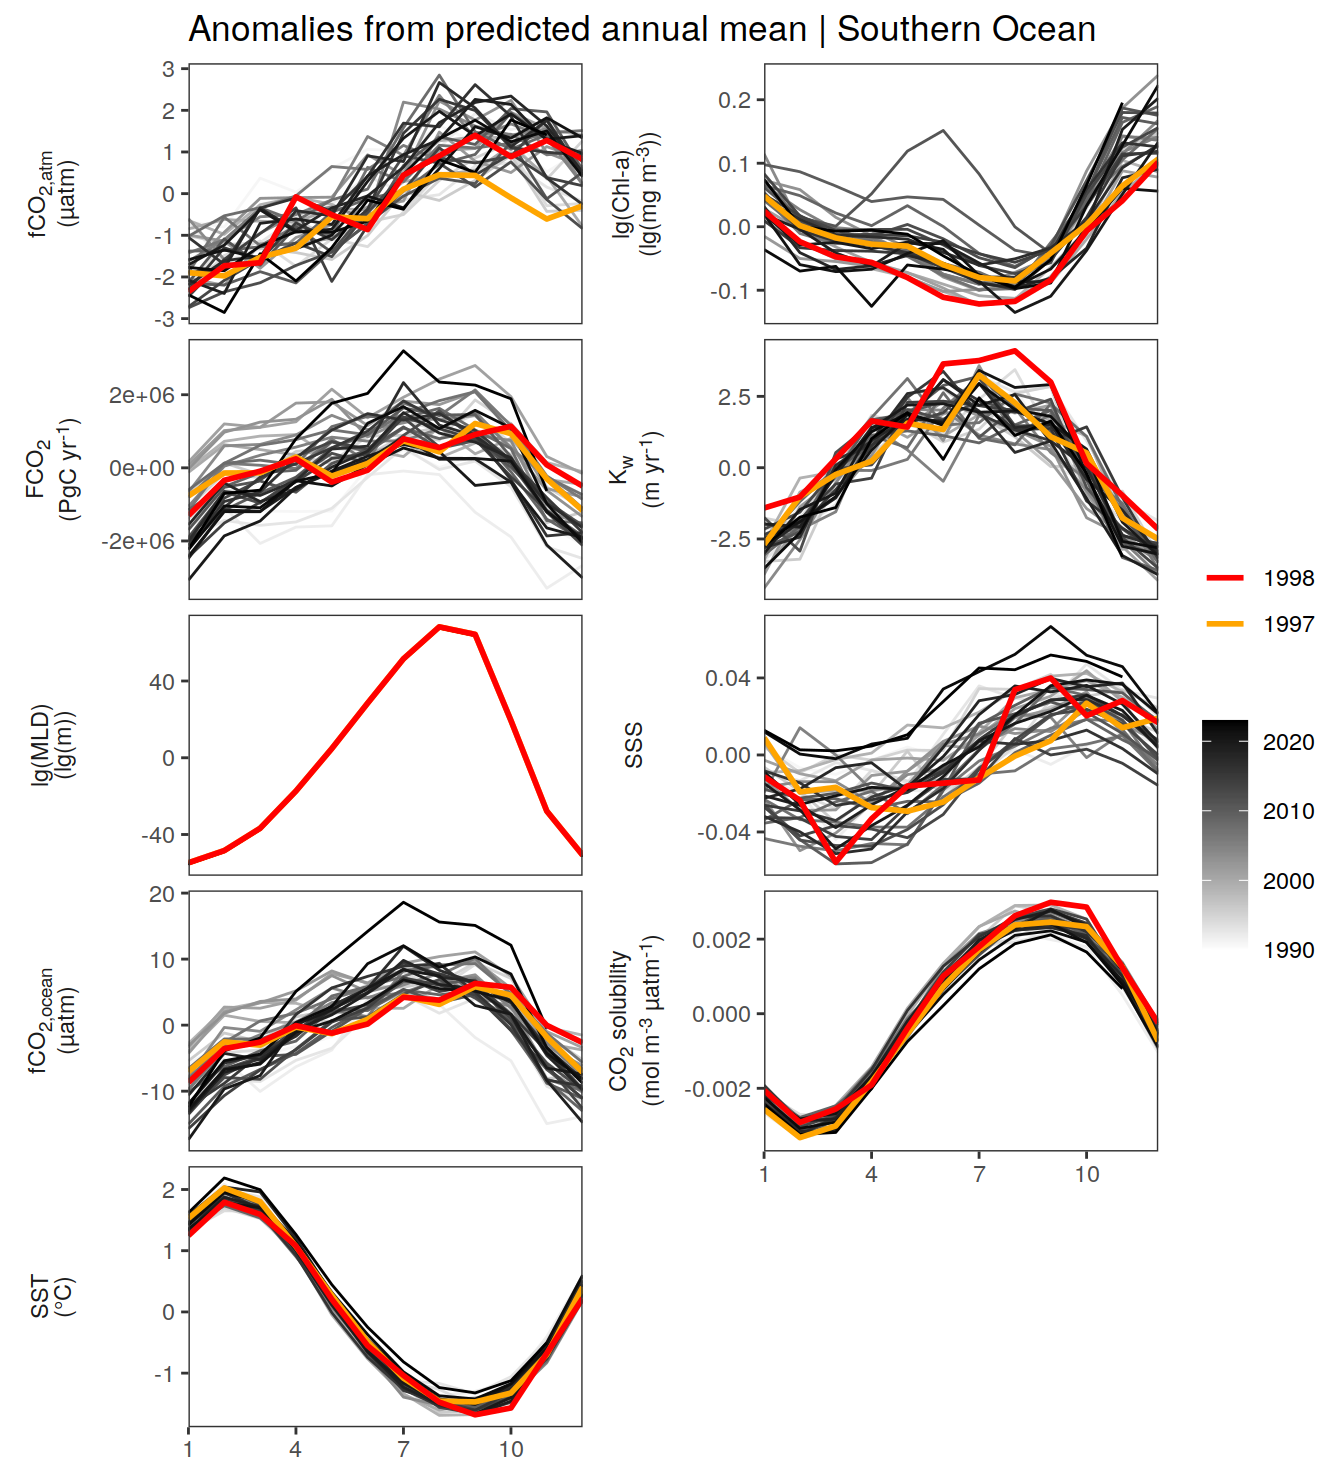 Anomalies from predicted annual mean | Southern Ocean
fCO2,atm
(µatm)
3
2
1
0
-1
-2
-3
lg(Chl-a)
(lg(mg m-3))
0.2
0.1
0.0
-0.1
FCO2
(PgC yr-1)
2e+06
0e+00
-2e+06
Kw
(m yr-1)
2.5
0.0
-2.5
lg(MLD)
(lg(m))
40
0
-40
SSS
0.04
0.00
-0.04
fCO2,ocean
(µatm)
20
10
0
-10
CO2 solubility
(mol m-3 µatm-1)
0.002
0.000
-0.002
1 4 7 10
SST
(°C)
2
1
0
-1
1 4 7 10
1998
1997
2020
2010
2000
1990